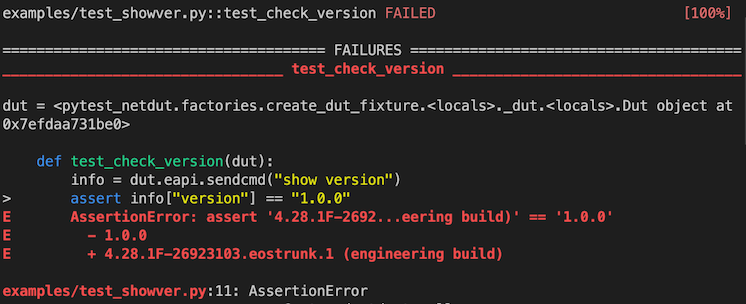 examples/test_showver.py::test_check_version FAILED [100%]
====================================== FAILURES =======================================
_________________________________ test_check_version __________________________________
dut = <pytest_netdut.factories.create_dut_fixture.<locals>._dut.<locals>.Dut object at
0x7efdaa731be0>
def test_check_version(dut):
info = dut.eapi.sendcmd("show version")
> assert info["version"] == "1.0.0"
E AssertionError: assert '4.28.1F-2692...eering build)' == '1.0.0'
E - 1.0.0
E + 4.28.1F-26923103.eostrunk.1 (engineering build)
examples/test_showver.py:11: AssertionError